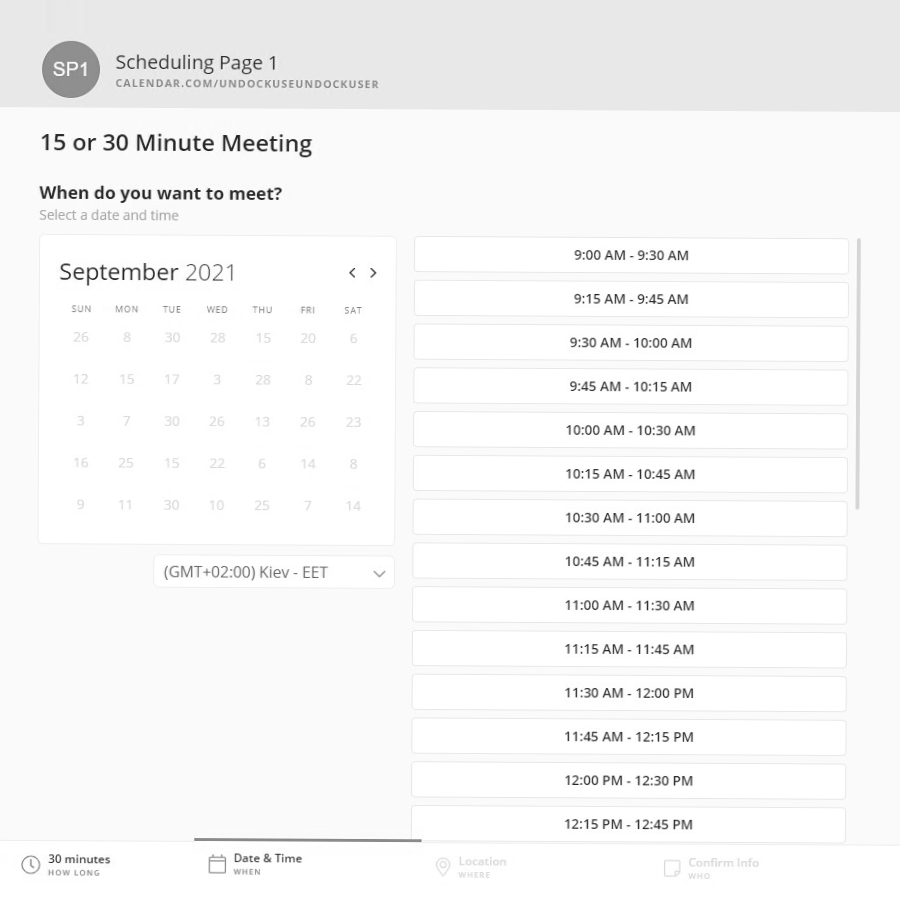 SP1
Scheduling Page 1
CALENDAR.COM/UNDOCKUSEUNDOCKUSER
15 or 30 Minute Meeting
When do you want to meet?
Select a date and time
September 2021
SUN MON TUE WED THU FRI SAT
26 8 30 28 15 20 6
12 15 17 3 28 8 22
3 7 30 26 13 26 23
16 25 15 22 6 14 8
9 11 30 10 25 7 14
(GMT+02:00) Kiev - EET
9:00 AM - 9:30 AM
9:15 AM - 9:45 AM
9:30 AM - 10:00 AM
9:45 AM - 10:15 AM
10:00 AM - 10:30 AM
10:15 AM - 10:45 AM
10:30 AM - 11:00 AM
10:45 AM - 11:15 AM
11:00 AM - 11:30 AM
11:15 AM - 11:45 AM
11:30 AM - 12:00 PM
11:45 AM - 12:15 PM
12:00 PM - 12:30 PM
12:15 PM - 12:45 PM
30 minutes
HOW LONG
Date & Time
WHEN
Location
WHERE
Confirm Info
WHO